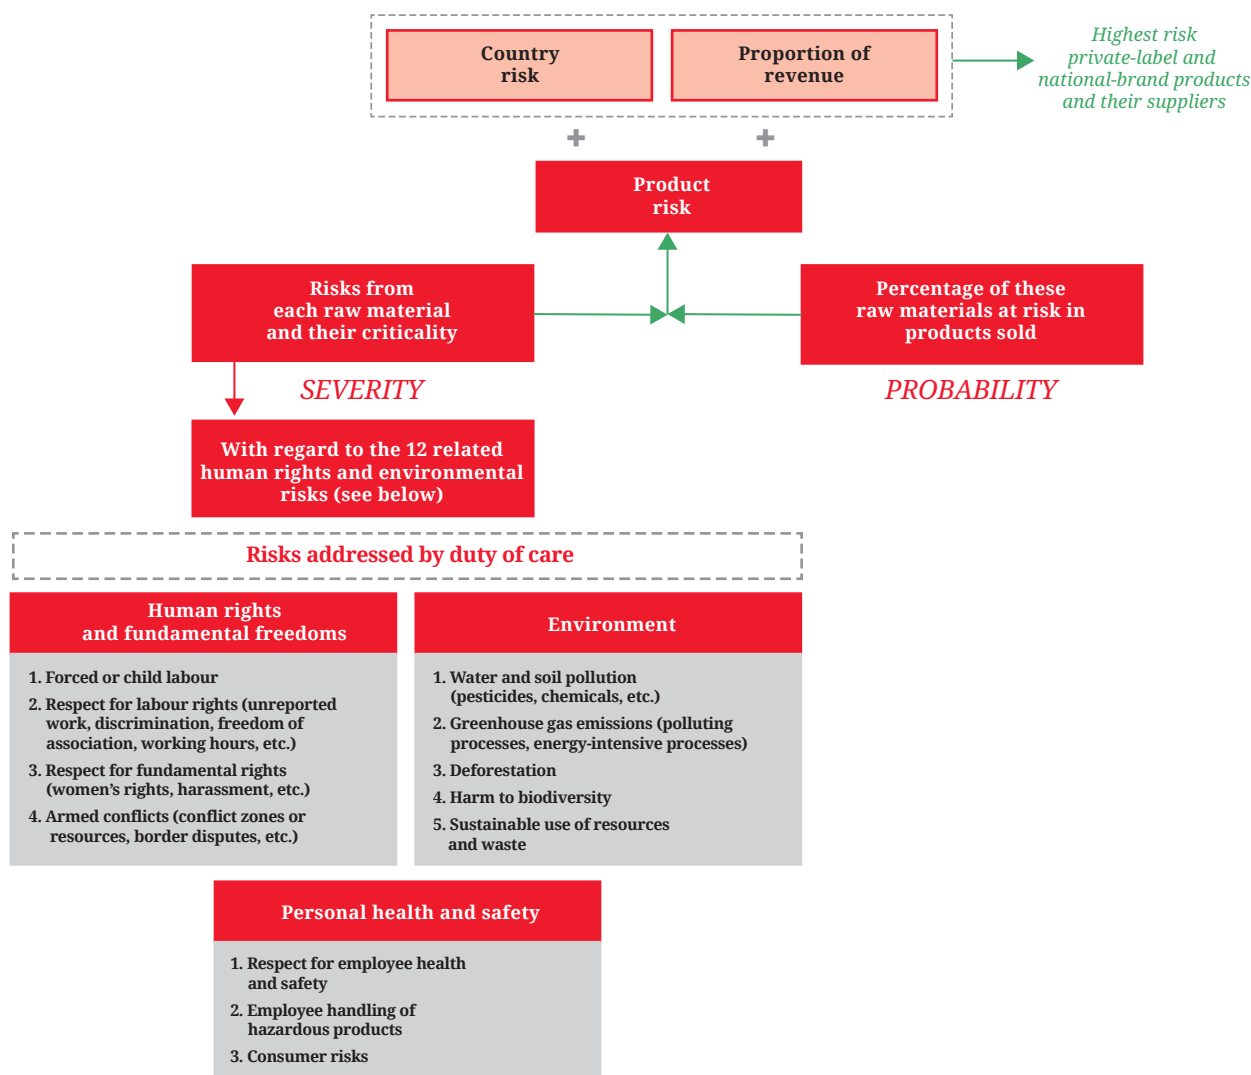 Country
risk
Proportion of
revenue
Highest risk
private-label and
national-brand products
and their suppliers
Product
risk
Risks from
each raw material
and their criticality
Percentage of these
raw materials at risk in
products sold
SEVERITY
PROBABILITY
With regard to the 12 related
human rights and environmental
risks (see below)
Risks addressed by duty of care
Human rights
and fundamental freedoms
1. Forced or child labour
2. Respect for labour rights (unreported
work, discrimination, freedom of
association, working hours, etc.)
3. Respect for fundamental rights
(women’s rights, harassment, etc.)
4. Armed conflicts (conflict zones or
resources, border disputes, etc.)
Environment
1. Water and soil pollution
(pesticides, chemicals, etc.)
2. Greenhouse gas emissions (polluting
processes, energy-intensive processes)
3. Deforestation
4. Harm to biodiversity
5. Sustainable use of resources
and waste
Personal health and safety
1. Respect for employee health
and safety
2. Employee handling of
hazardous products
3. Consumer risks